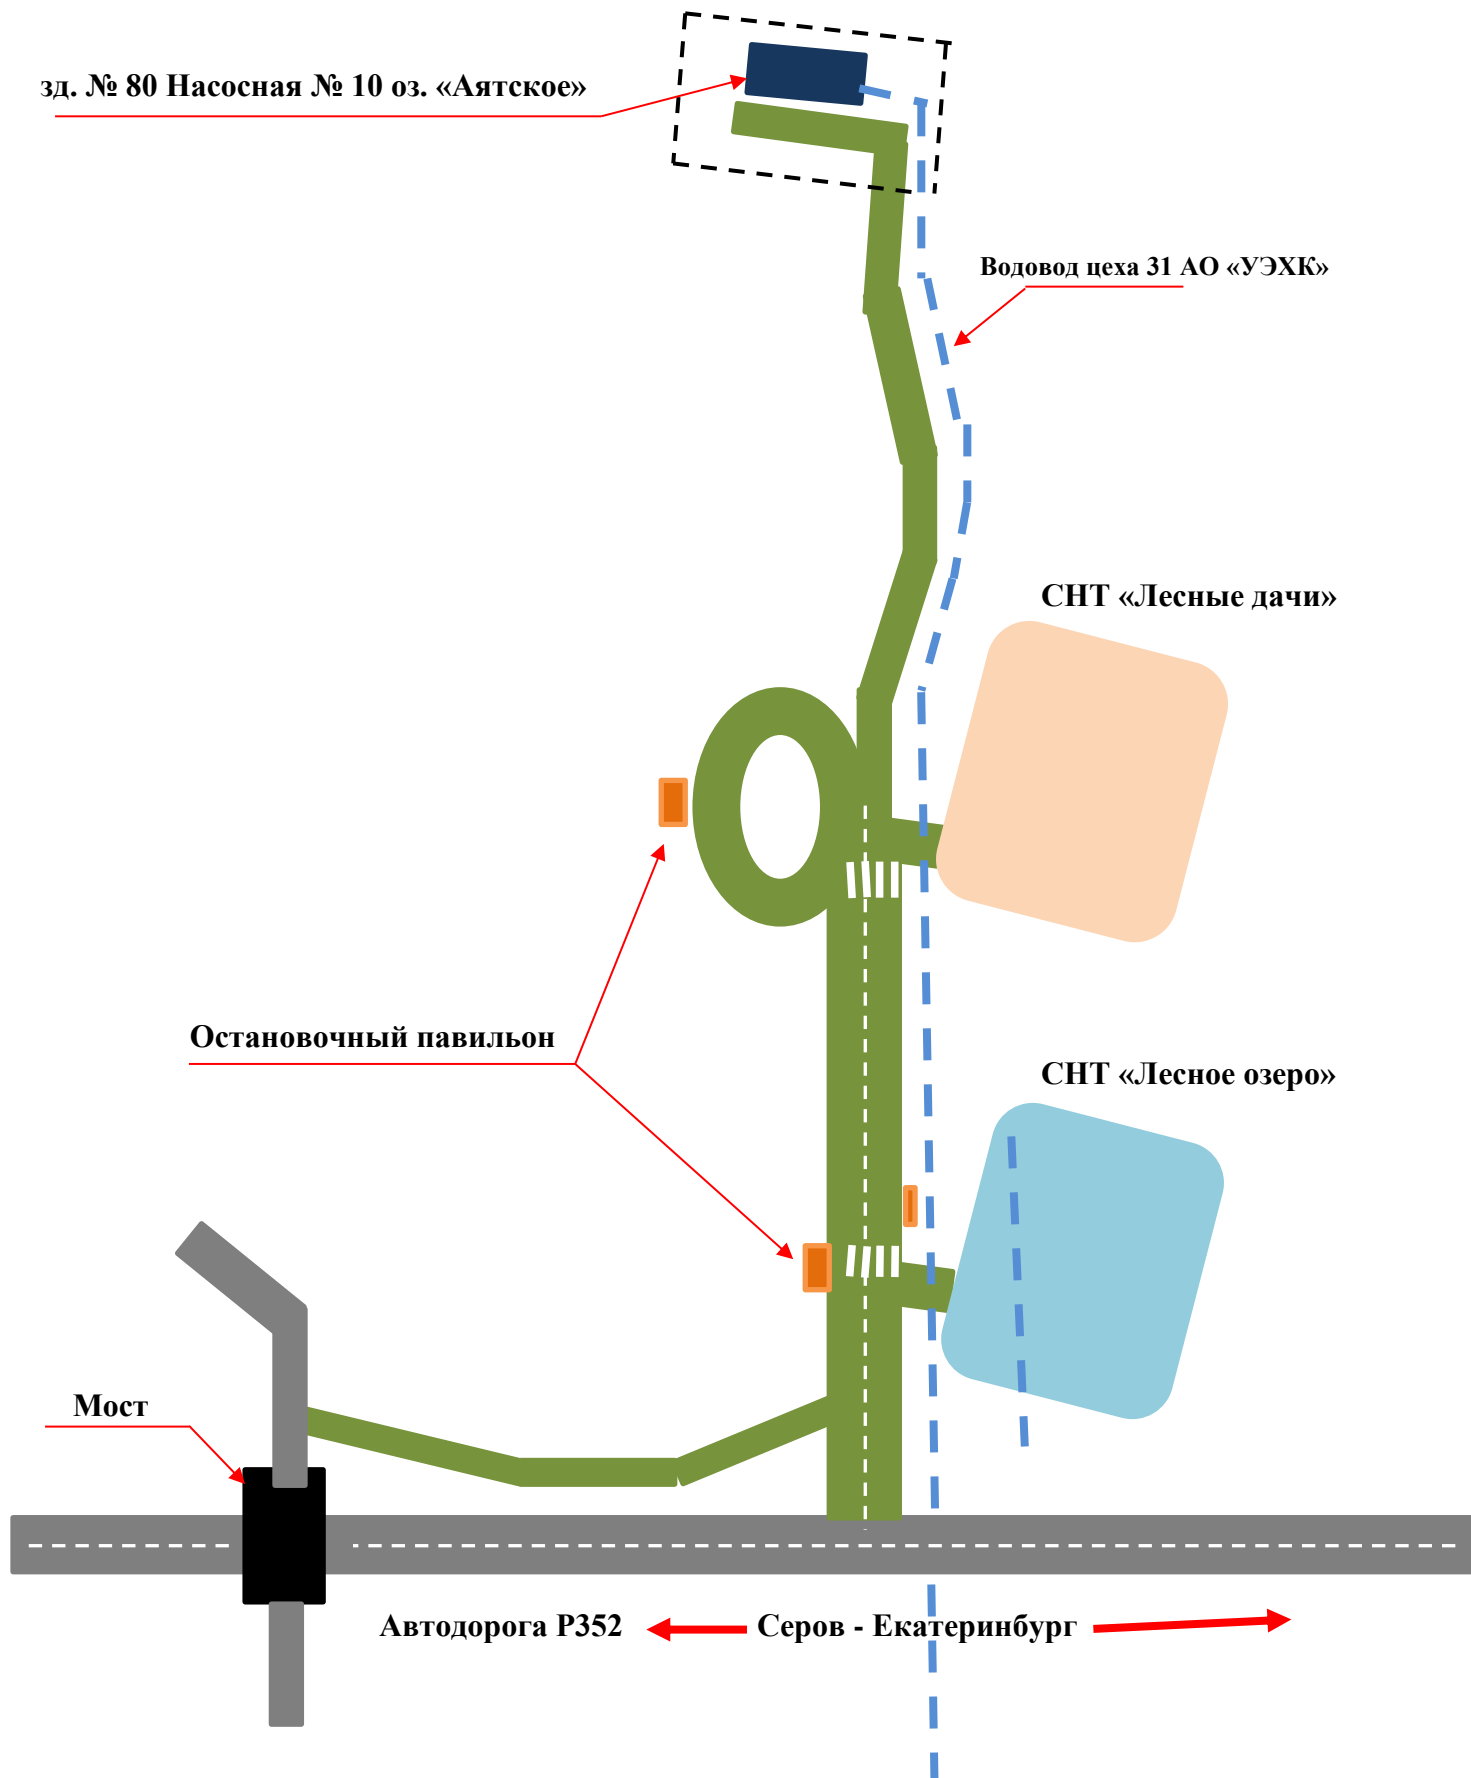 зд. № 80 Насосная № 10 оз. «Аятское»
Водовод цеха 31 АО «УЭХК»
СНТ «Лесные дачи»
Остановочный павильон
СНТ «Лесное озеро»
Мост
Автодорога Р352
Серов - Екатеринбург